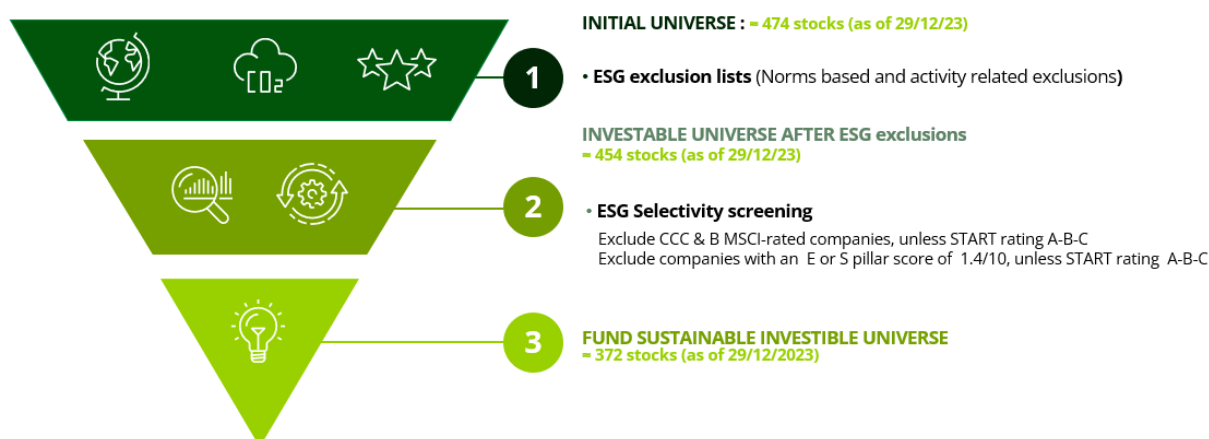 INITIAL UNIVERSE : ≈ 474 stocks (as of 29/12/23)
CO2
1
• ESG exclusion lists (Norms based and activity related exclusions)
INVESTABLE UNIVERSE AFTER ESG exclusions
≈ 454 stocks (as of 29/12/23)
2
• ESG Selectivity screening
Exclude CCC & B MSCI-rated companies, unless START rating A-B-C
Exclude companies with an E or S pillar score of 1.4/10, unless START rating A-B-C
3
FUND SUSTAINABLE INVESTIBLE UNIVERSE
≈ 372 stocks (as of 29/12/2023)